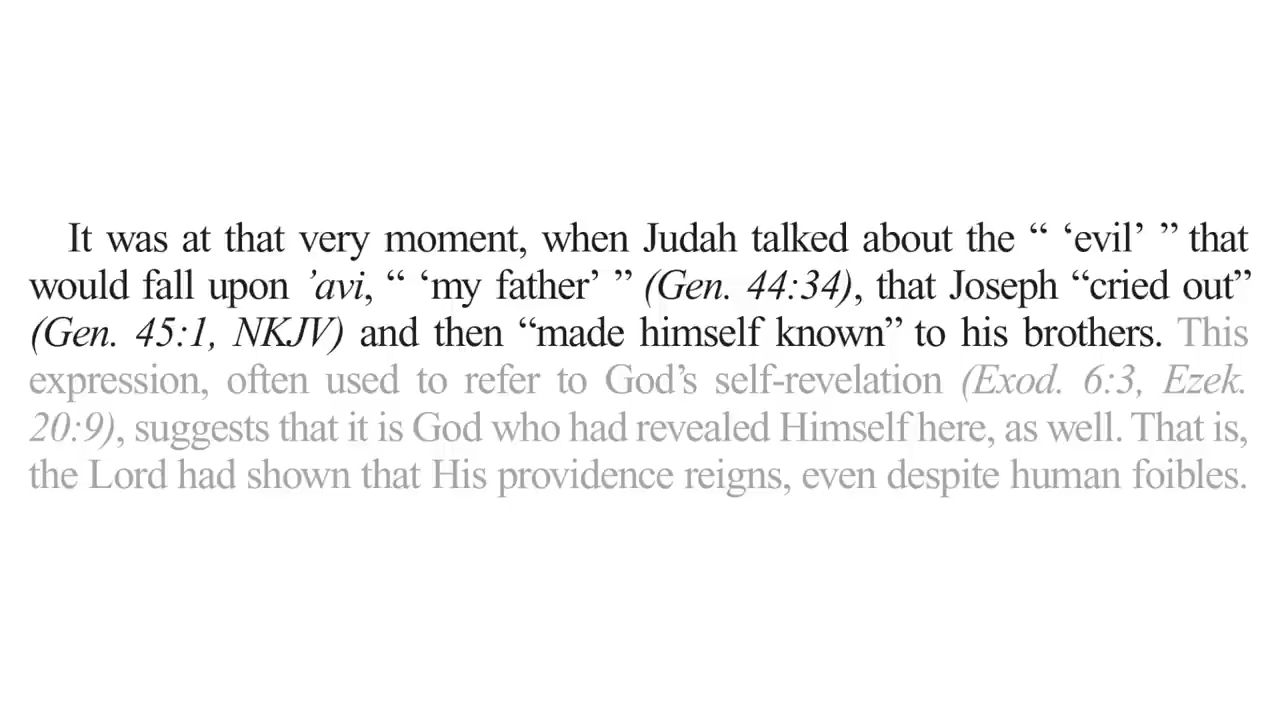 It was at that very moment, when Judah talked about the “ ‘evil’ ” that
would fall upon ’avi, “ ‘my father’ ” (Gen. 44:34), that Joseph “cried out”
(Gen. 45:1, NKJV) and then “made himself known” to his brothers. This
expression, often used to refer to God’s self-revelation (Exod. 6:3, Ezek.
20:9), suggests that it is God who had revealed Himself here, as well. That is,
the Lord had shown that His providence reigns, even despite human foibles.